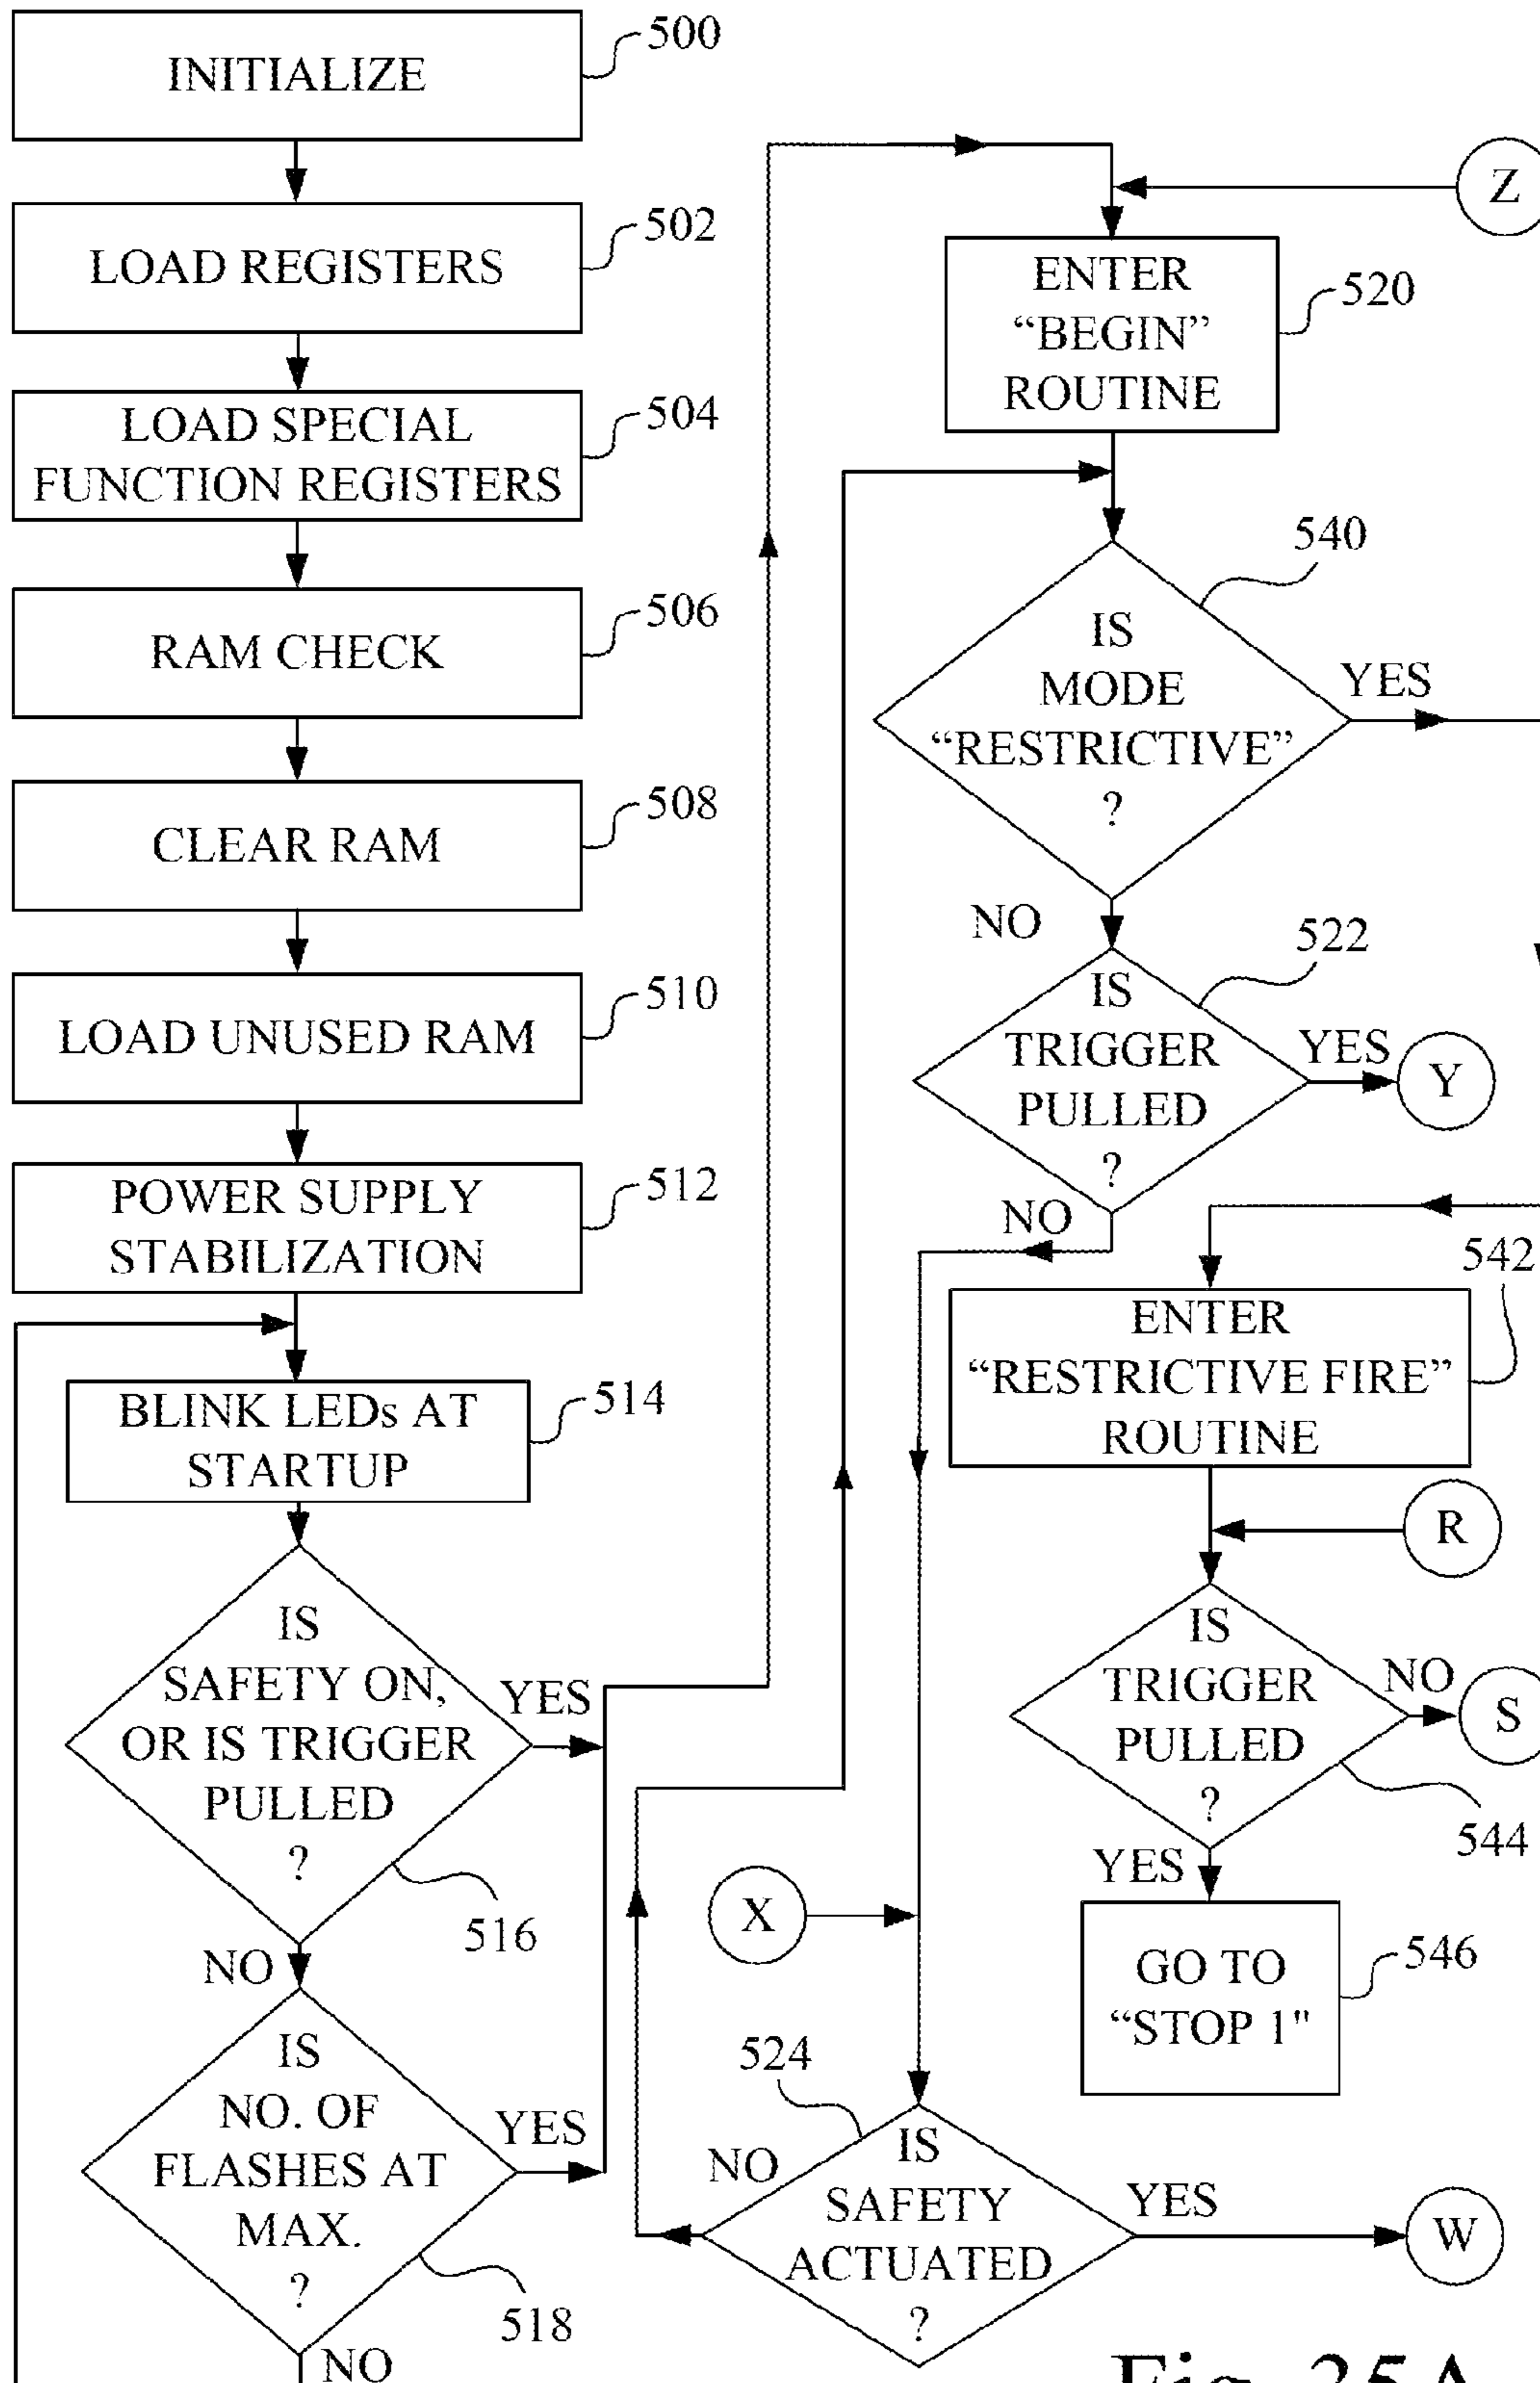 INITIALIZE
500
LOAD REGISTERS
502
LOAD SPECIAL
FUNCTION REGISTERS
504
RAM CHECK
506
CLEAR RAM
508
LOAD UNUSED RAM
510
POWER SUPPLY
STABILIZATION
512
BLINK LEDs AT
STARTUP
514
IS
SAFETY ON,
OR IS TRIGGER
PULLED
?
YES
516
NO
IS
NO. OF
FLASHES AT
MAX.
?
YES
518
NO
Z
ENTER
“BEGIN”
ROUTINE
520
540
IS
MODE
“RESTRICTIVE”
?
YES
NO
522
IS
TRIGGER
PULLED
?
YES
Y
NO
542
ENTER
“RESTRICTIVE FIRE”
ROUTINE
R
IS
TRIGGER
PULLED
?
NO
S
544
YES
GO TO
“STOP 1"
546
X
524
IS
SAFETY
ACTUATED
?
NO
YES
W
Fig. 35A